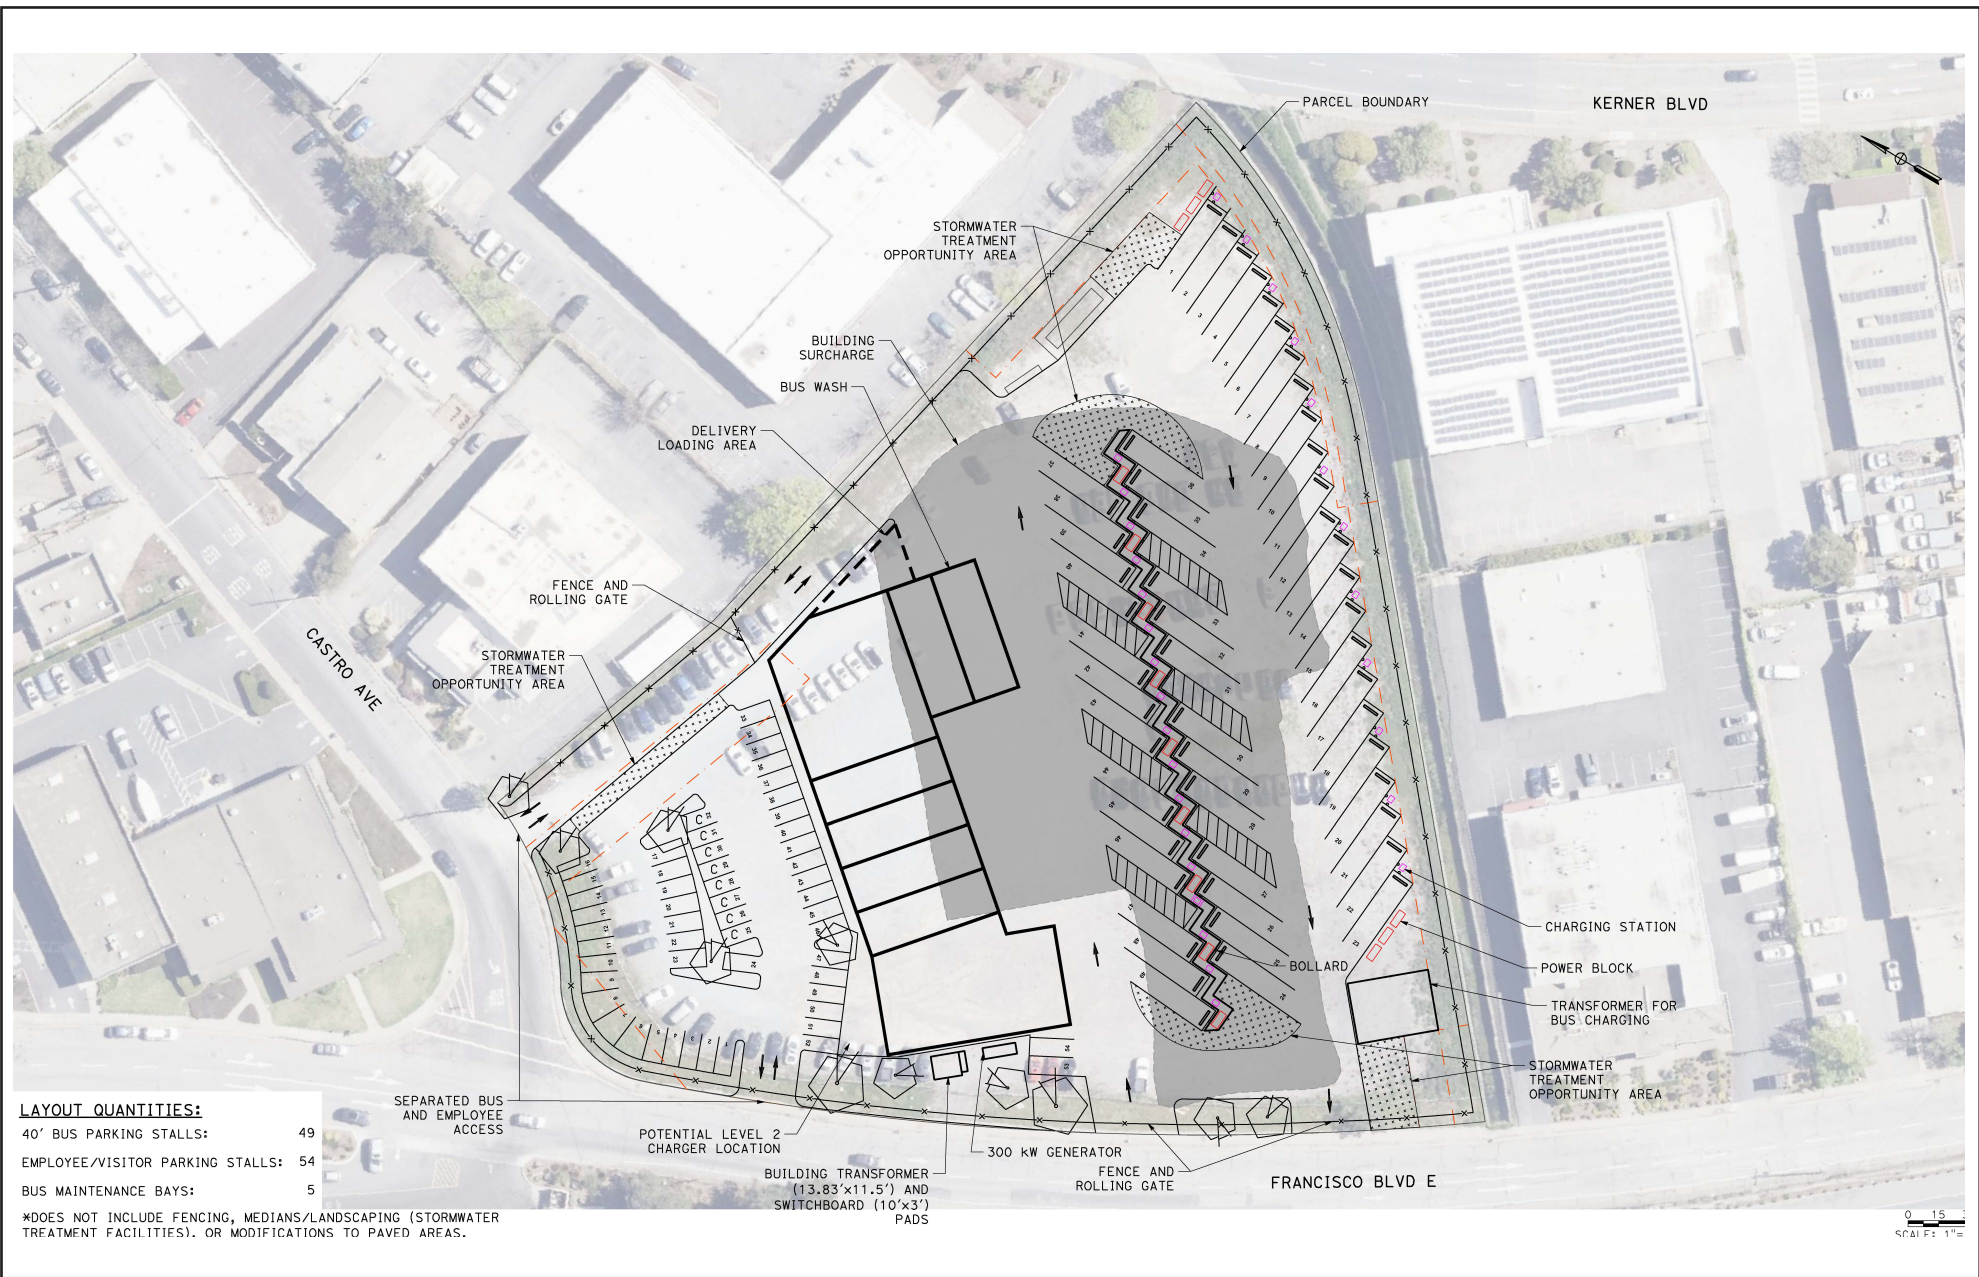 PARCEL BOUNDARY
KERNER BLVD
STORMWATER
TREATMENT
OPPORTUNITY AREA
BUILDING
SURCHARGE
BUS WASH
DELIVERY
LOADING AREA
FENCE AND
ROLLING GATE
CASTRO AVE
STORMWATER
TREATMENT
OPPORTUNITY AREA
CHARGING STATION
BOLLARD
POWER BLOCK
TRANSFORMER FOR
BUS CHARGING
STORMWATER
TREATMENT
OPPORTUNITY AREA
SEPARATED BUS
AND EMPLOYEE
ACCESS
POTENTIAL LEVEL 2
CHARGER LOCATION
300 kW GENERATOR
BUILDING TRANSFORMER
(13.83'x11.5') AND
SWITCHBOARD (10'x3')
PADS
FENCE AND
ROLLING GATE
FRANCISCO BLVD E
LAYOUT QUANTITIES:
40' BUS PARKING STALLS: 49
EMPLOYEE/VISITOR PARKING STALLS: 54
BUS MAINTENANCE BAYS: 5
*DOES NOT INCLUDE FENCING, MEDIANS/LANDSCAPING (STORMWATER
TREATMENT FACILITIES), OR MODIFICATIONS TO PAVED AREAS.
0 15
SCALE: 1"=